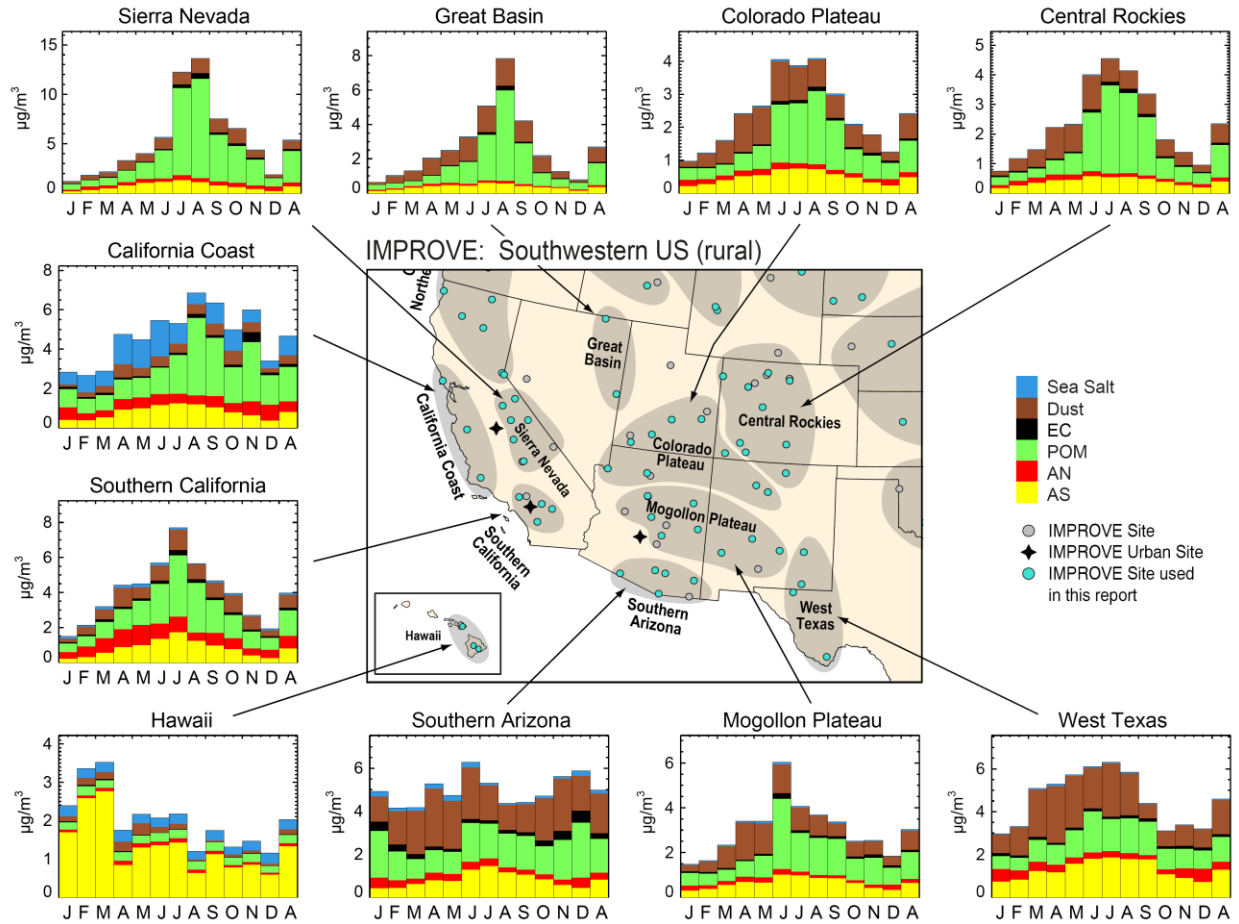 Sierra Nevada
Great Basin
Colorado Plateau
Central Rockies
15
10
5
0
μg/m³
J F M A M J J A S O N D A
8
6
4
2
0
μg/m³
J F M A M J J A S O N D A
4
3
2
1
0
μg/m³
J F M A M J J A S O N D A
5
4
3
2
1
0
μg/m³
J F M A M J J A S O N D A
California Coast
8
6
4
2
0
μg/m³
J F M A M J J A S O N D A
IMPROVE: Southwestern US (rural)
Northe
Great
Basin
Central Rockies
Colorado
Plateau
Sierra Nevada
California Coast
Mogollon Plateau
Southern
California
Southern
Arizona
West
Texas
Hawaii
Sea Salt
Dust
EC
POM
AN
AS
IMPROVE Site
IMPROVE Urban Site
IMPROVE Site used
in this report
Southern California
8
6
4
2
0
μg/m³
J F M A M J J A S O N D A
Hawaii
Southern Arizona
Mogollon Plateau
West Texas
4
3
2
1
0
μg/m³
J F M A M J J A S O N D A
6
4
2
0
μg/m³
J F M A M J J A S O N D A
6
4
2
0
μg/m³
J F M A M J J A S O N D A
6
4
2
0
μg/m³
J F M A M J J A S O N D A